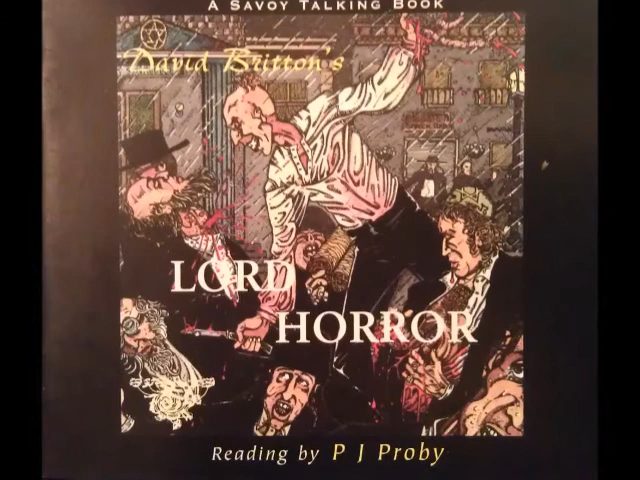 A SAVOY TALKING BOOK
David Britton's
LORD
HORROR
Reading by P J Proby